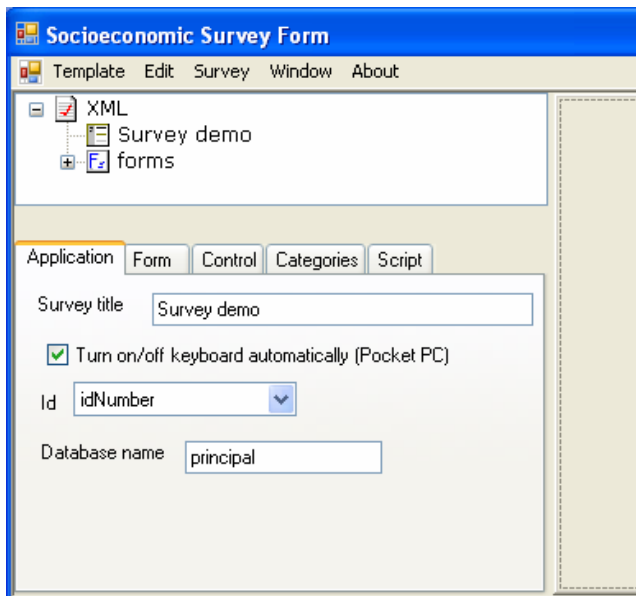 Socioeconomic Survey Form
Template Edit Survey Window About
XML
Survey demo
forms
Application Form Control Categories Script
Survey title Survey demo
Turn on/off keyboard automatically (Pocket PC)
Id idNumber
Database name principal